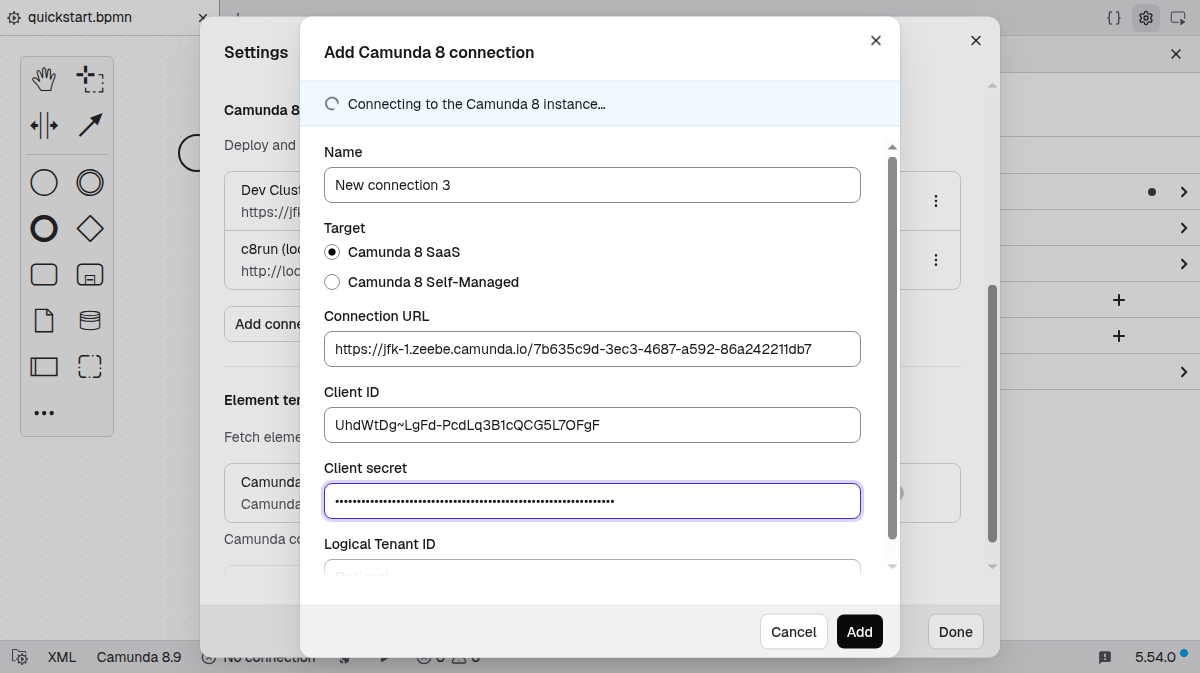 quickstart.bpmn
Settings
Add Camunda 8 connection
Connecting to the Camunda 8 instance...
Camunda 8
Deploy and
Dev Clust
https://jfk
c8run (loc
http://loc
Add conne
Element ten
Fetch eleme
Camunda
Camunda
Camunda co
Name
New connection 3
Target
Camunda 8 SaaS
Camunda 8 Self-Managed
Connection URL
https://jfk-1.zeebe.camunda.io/7b635c9d-3ec3-4687-a592-86a242211db7
Client ID
UhdWtDg~LgFd-PcdLq3B1cQCG5L7OFgF
Client secret
Logical Tenant ID
Optional
Cancel
Add
Done
XML
Camunda 8.9
No connection
0
0
5.54.0